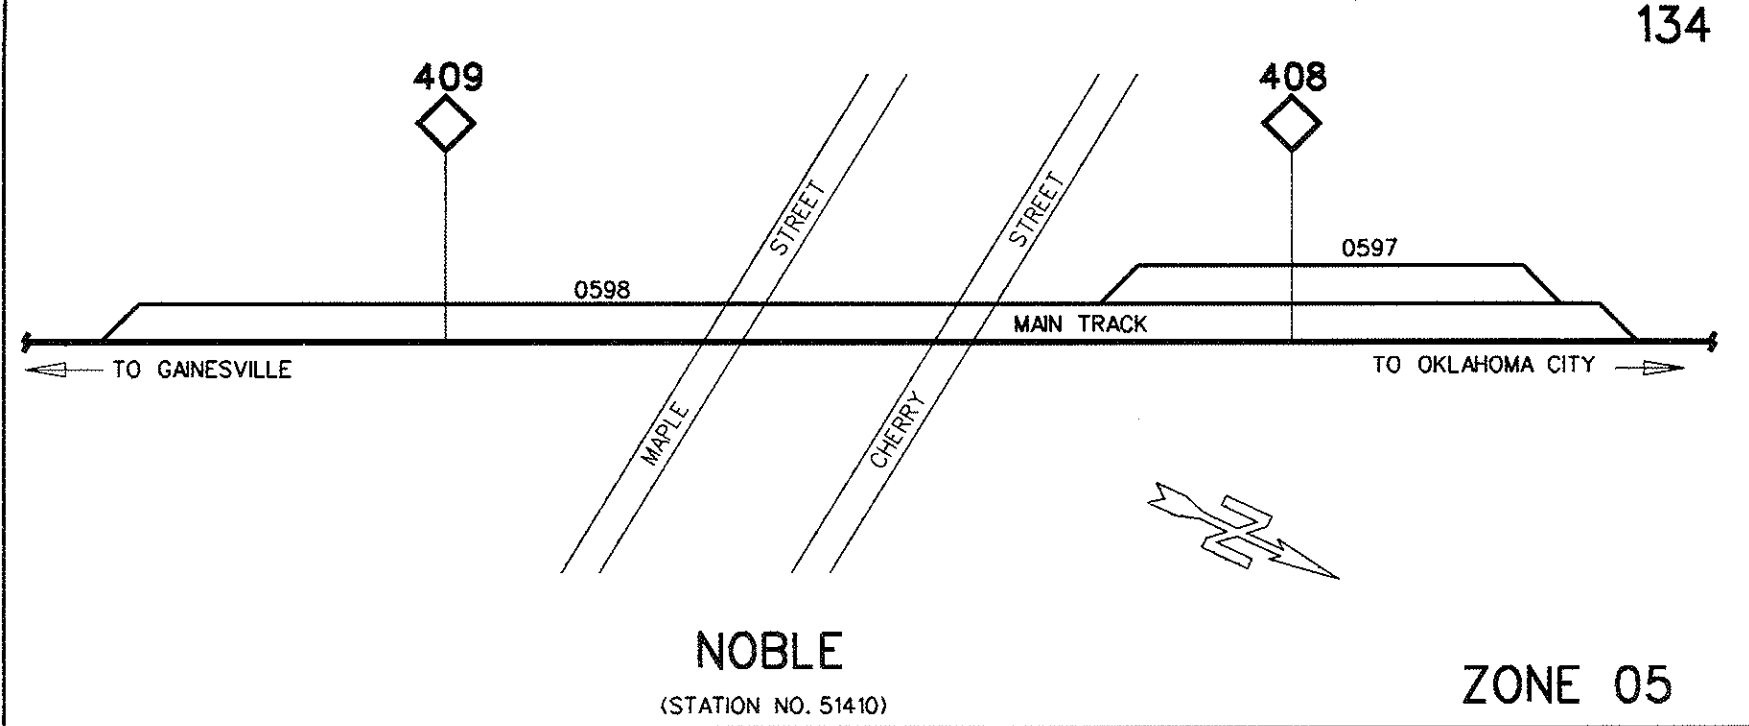 134
409
408
MAPLE STREET
CHERRY STREET
0597
0598
MAIN TRACK
TO GAINESVILLE
TO OKLAHOMA CITY
N
NOBLE
(STATION NO. 51410)
ZONE 05